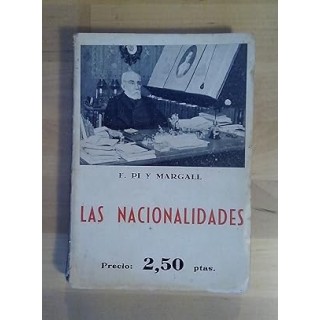 F. PI Y MARGALL
LAS NACIONALIDADES
Precio: 2,50 ptas.